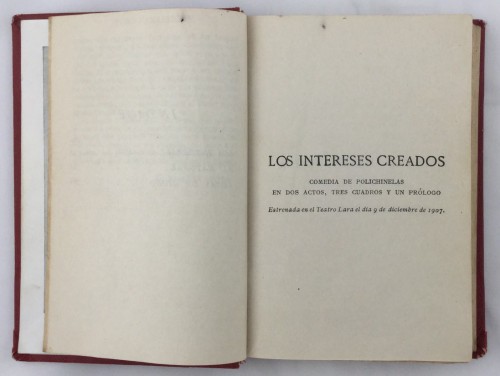 LOS INTERESES CREADOS
COMEDIA DE POLICHINELAS
EN DOS ACTOS, TRES CUADROS Y UN PRÓLOGO
Estrenada en el Teatro Lara el día 9 de diciembre de 1907.